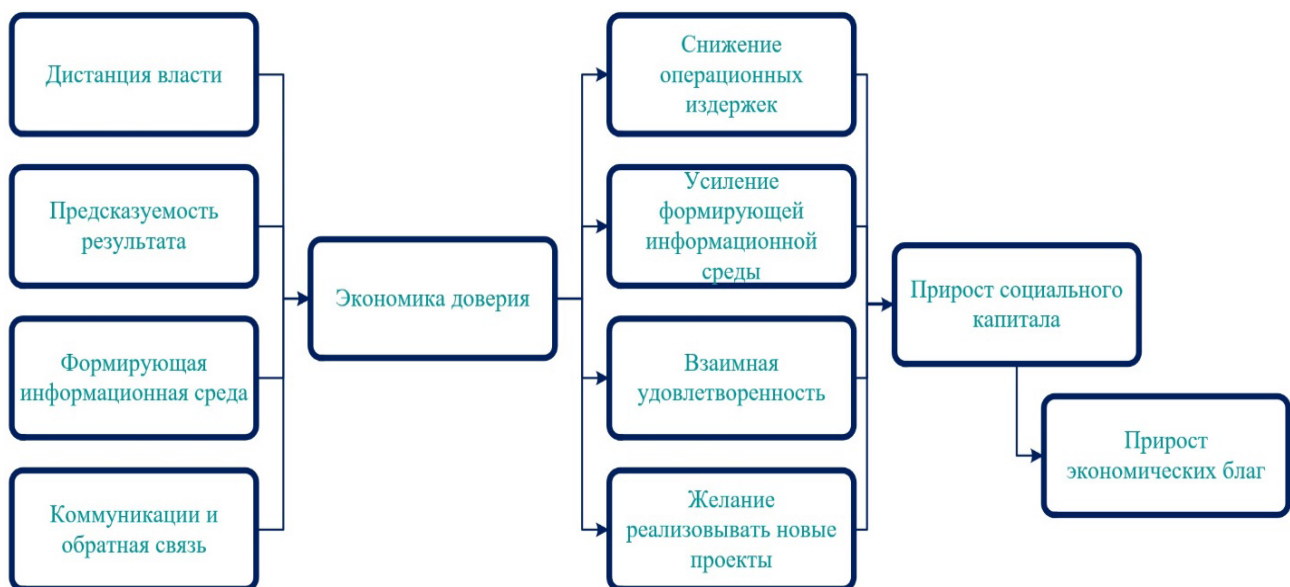 Дистанция власти
Предсказуемость
результата
Формирующая
информационная среда
Коммуникации и
обратная связь
Экономика доверия
Снижение
операционных
издержек
Усиление
формирующей
информационной
среды
Взаимная
удовлетворенность
Желание
реализовывать новые
проекты
Прирост социального
капитала
Прирост
экономических благ